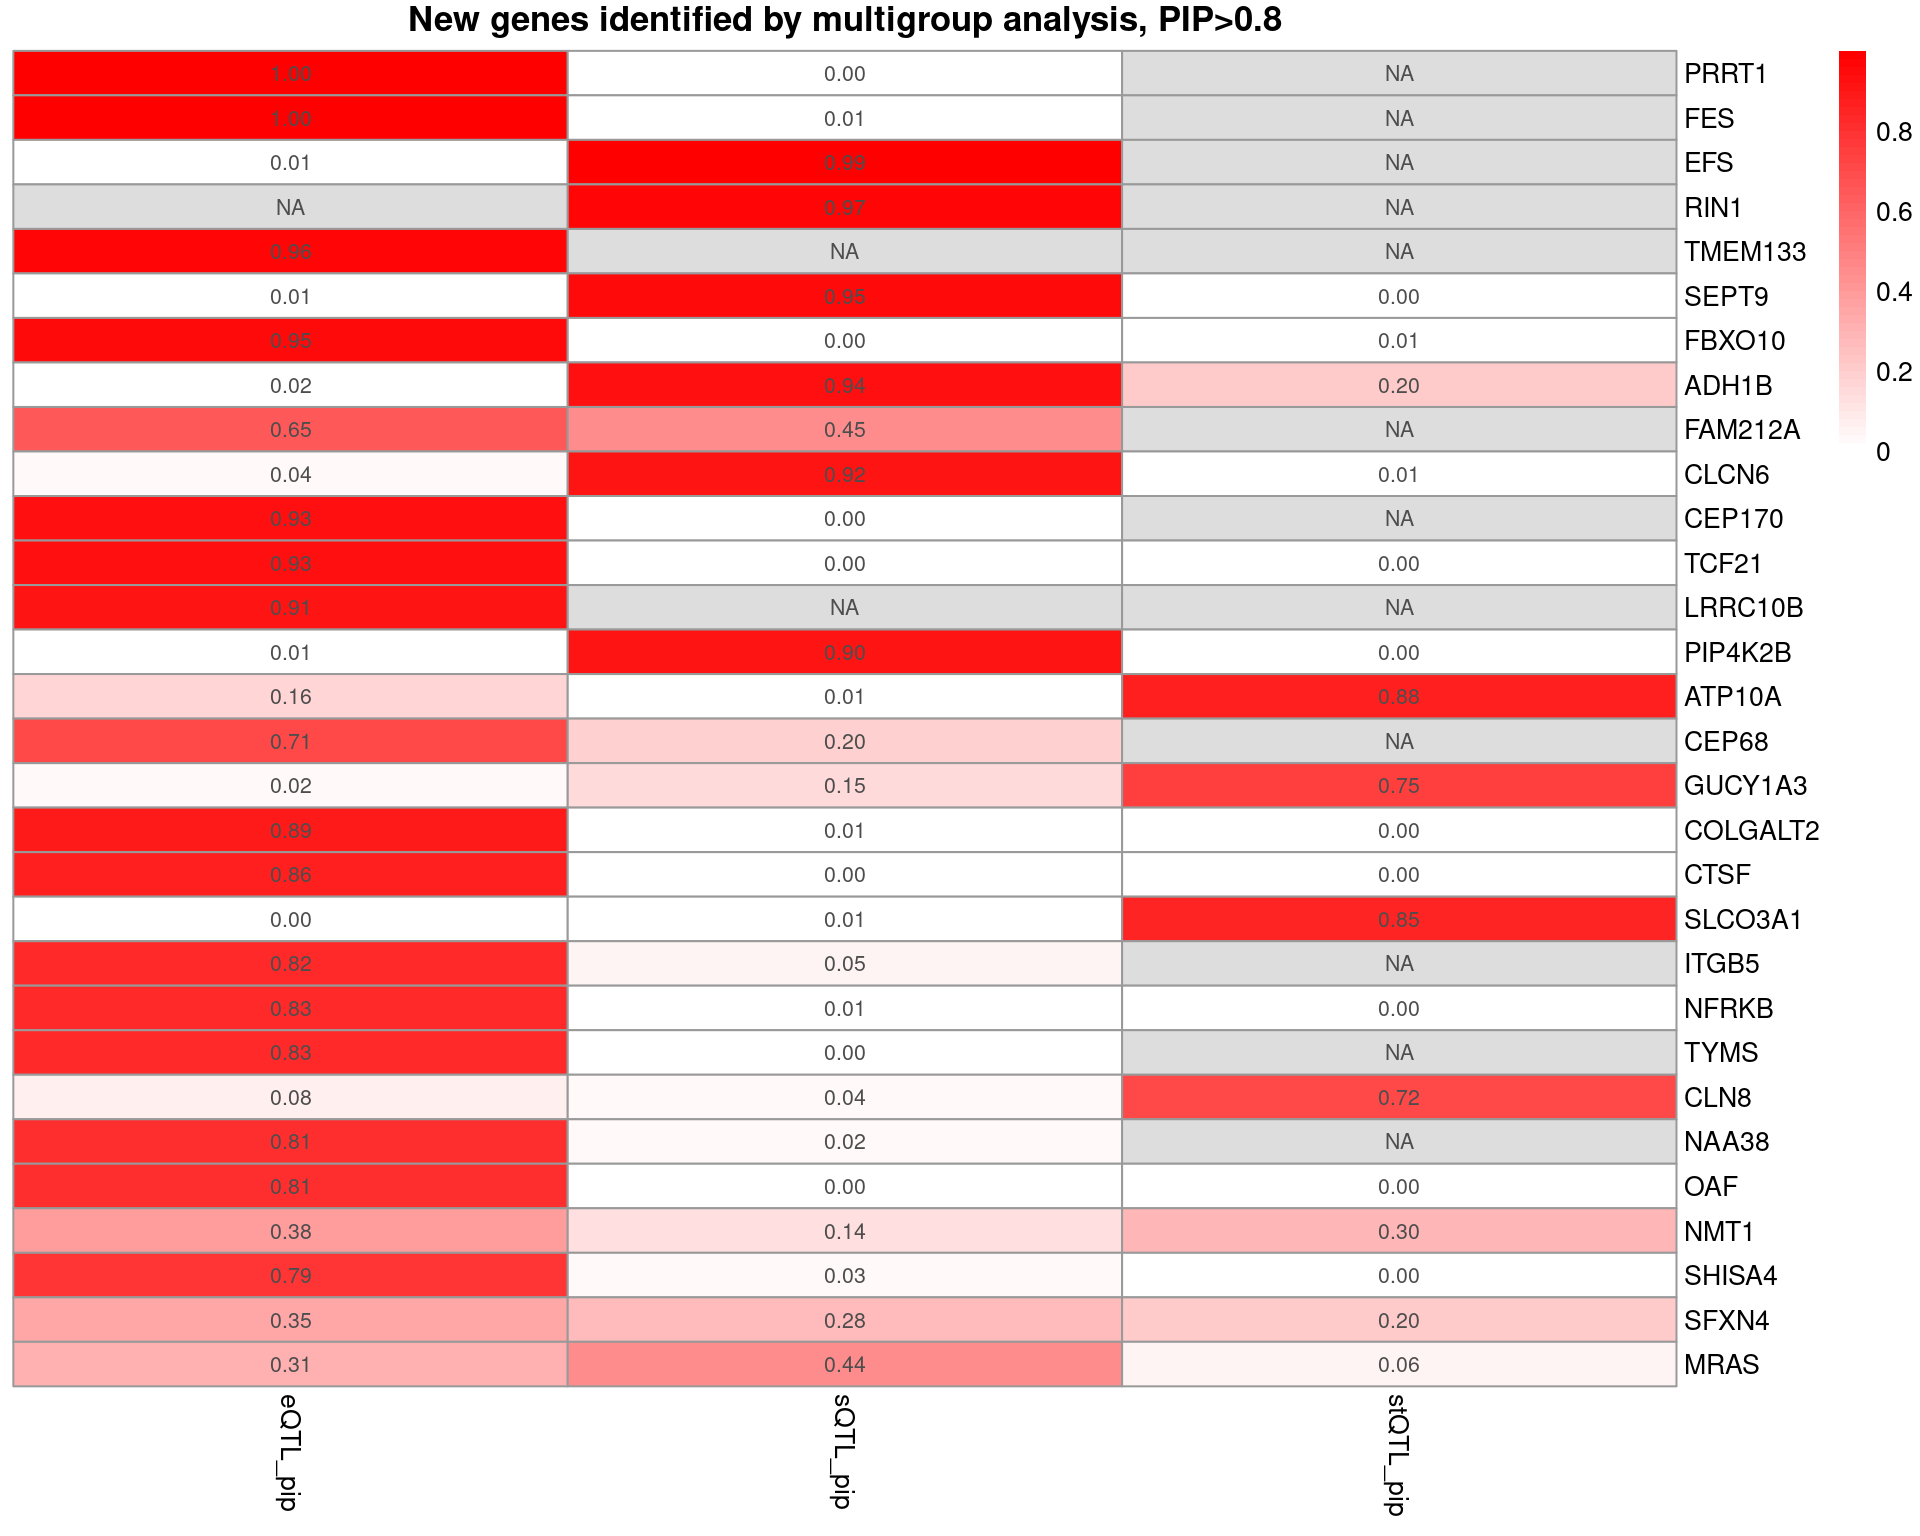 New genes identified by multigroup analysis, PIP>0.8
1.00 0.00 NA PRRT1
1.00 0.01 NA FES
0.01 0.99 NA EFS
NA 0.97 NA RIN1
0.96 NA NA TMEM133
0.01 0.95 0.00 SEPT9
0.95 0.00 0.01 FBXO10
0.02 0.94 0.20 ADH1B
0.65 0.45 NA FAM212A
0.04 0.92 0.01 CLCN6
0.93 0.00 NA CEP170
0.93 0.00 0.00 TCF21
0.91 NA NA LRRC10B
0.01 0.90 0.00 PIP4K2B
0.16 0.01 0.88 ATP10A
0.71 0.20 NA CEP68
0.02 0.15 0.75 GUCY1A3
0.89 0.01 0.00 COLGALT2
0.86 0.00 0.00 CTSF
0.00 0.01 0.85 SLCO3A1
0.82 0.05 NA ITGB5
0.83 0.01 0.00 NFRKB
0.83 0.00 NA TYMS
0.08 0.04 0.72 CLN8
0.81 0.02 NA NAA38
0.81 0.00 0.00 OAF
0.38 0.14 0.30 NMT1
0.79 0.03 0.00 SHISA4
0.35 0.28 0.20 SFXN4
0.31 0.44 0.06 MRAS
eQTL_pip
sQTL_pip
stQTL_pip
0.8
0.6
0.4
0.2
0